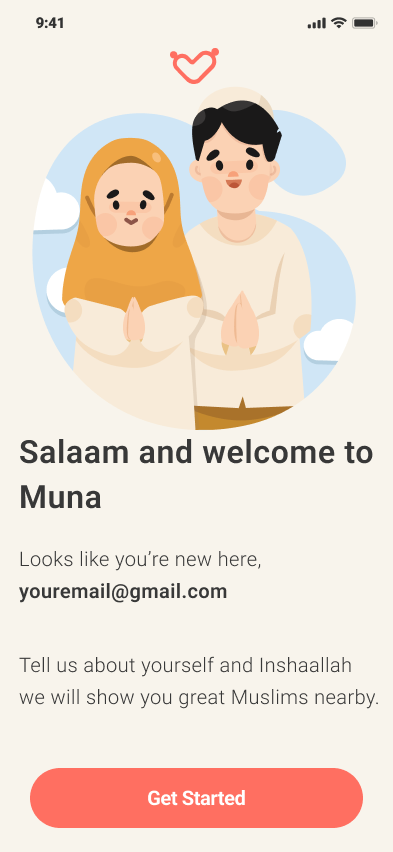 9:41
Salaam and welcome to
Muna
Looks like you’re new here,
youremail@gmail.com
Tell us about yourself and Inshaallah
we will show you great Muslims nearby.
Get Started